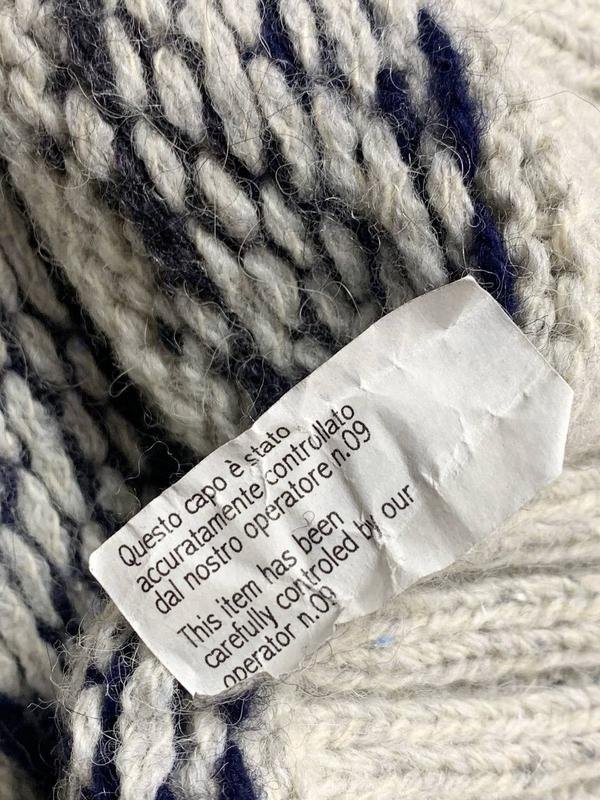 Questo capo è stato
accuratamente controllato
dal nostro operatore n.09
This item has been
carefully controled by our
operator n.09